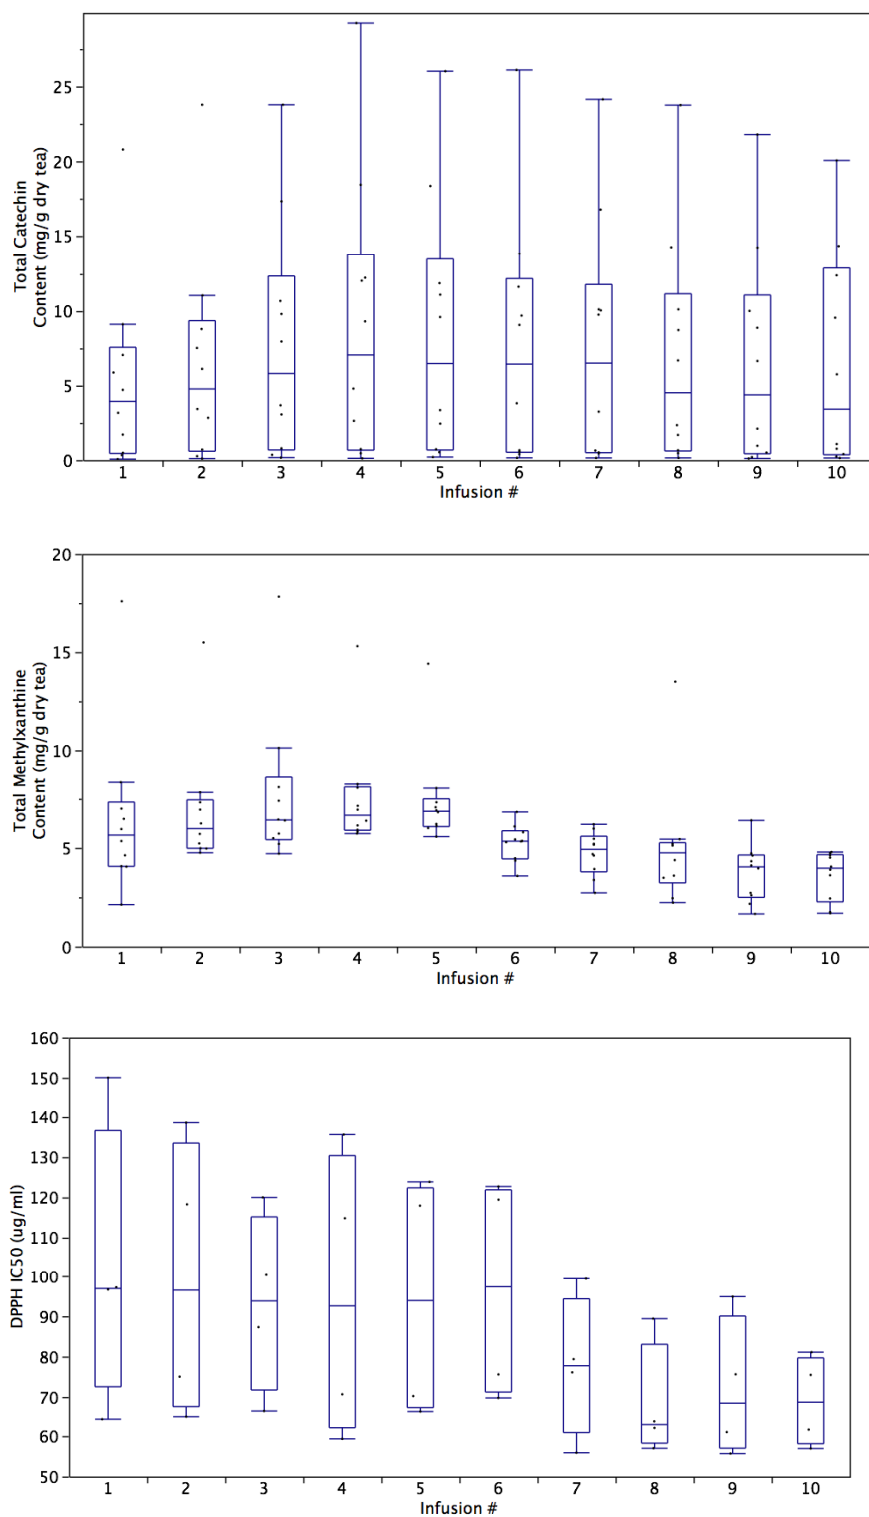 Total Catechin
Content (mg/g dry tea)
25
20
15
10
5
0
1 2 3 4 5 6 7 8 9 10
Infusion #
Total Methylxanthine
Content (mg/g dry tea)
20
15
10
5
0
1 2 3 4 5 6 7 8 9 10
Infusion #
DPPH IC50 (ug/ml)
160
150
140
130
120
110
100
90
80
70
60
50
1 2 3 4 5 6 7 8 9 10
Infusion #